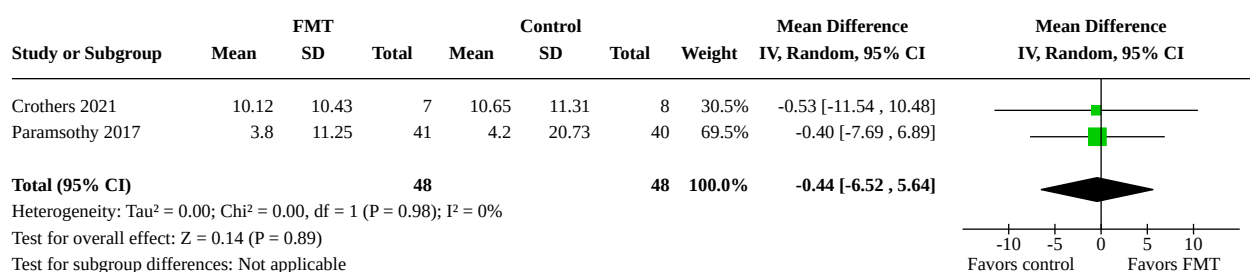 FMT Control Mean Difference Mean Difference
Study or Subgroup Mean SD Total Mean SD Total Weight IV, Random, 95% CI IV, Random, 95% CI
Crothers 2021 10.12 10.43 7 10.65 11.31 8 30.5% -0.53 [-11.54 , 10.48]
Paramsothy 2017 3.8 11.25 41 4.2 20.73 40 69.5% -0.40 [-7.69 , 6.89]
Total (95% CI) 48 48 100.0% -0.44 [-6.52 , 5.64]
Heterogeneity: Tau² = 0.00; Chi² = 0.00, df = 1 (P = 0.98); I² = 0%
Test for overall effect: Z = 0.14 (P = 0.89)
-10 -5 0 5 10
Test for subgroup differences: Not applicable
Favors control Favors FMT